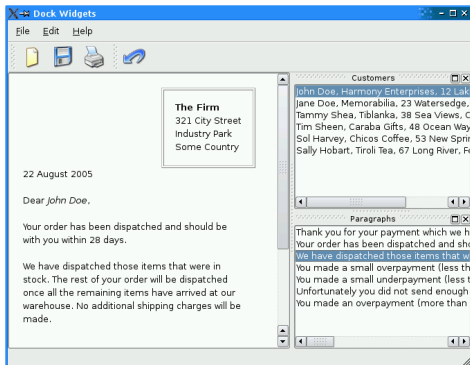 Dock Widgets
File Edit Help
The Firm
321 City Street
Industry Park
Some Country
22 August 2005
Dear John Doe,
Your order has been dispatched and should be
with you within 28 days.
We have dispatched those items that were in
stock. The rest of your order will be dispatched
once all the remaining items have arrived at our
warehouse. No additional shipping charges will be
made.
Customers
John Doe, Harmony Enterprises, 12 Lak
Jane Doe, Memorabilia, 23 Watersedge,
Tammy Shea, Tiblanka, 38 Sea Views, C
Tim Sheen, Caraba Gifts, 48 Ocean Way
Sol Harvey, Chicos Coffee, 53 New Sprin
Sally Hobart, Tiroli Tea, 67 Long River, Fe
Paragraphs
Thank you for your payment which we h
Your order has been dispatched and sho
We have dispatched those items that w
You made a small overpayment (less th
You made a small underpayment (less t
Unfortunately you did not send enough
You made an overpayment (more than